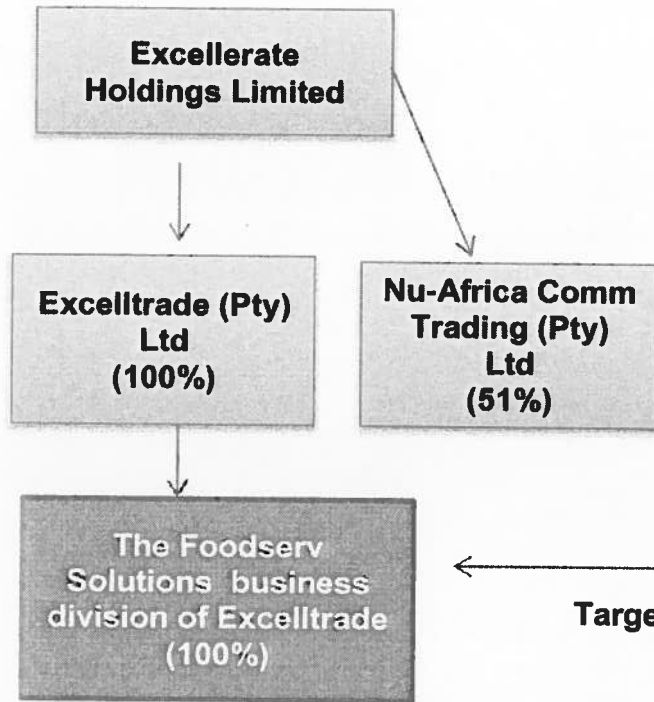 Excellerate
Holdings Limited
Excelltrade (Pty)
Ltd
(100%)
Nu-Africa Comm
Trading (Pty)
Ltd
(51%)
The Foodserv
Solutions business
division of Excelltrade
(100%)
Targe